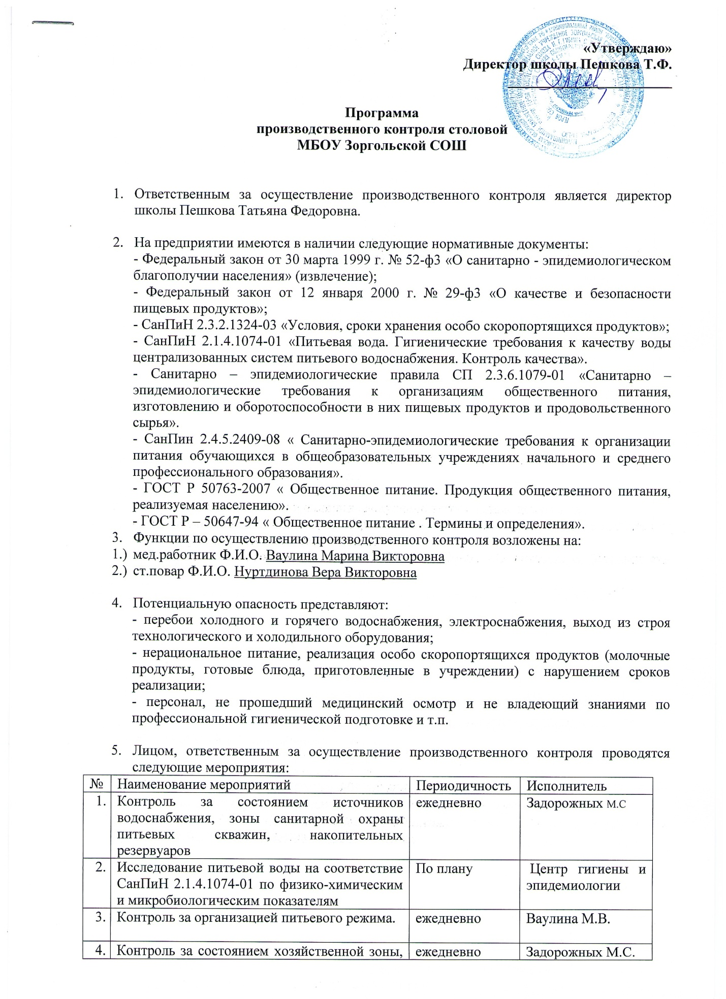 «Утверждаю»
Директор школы Пешкова Т.Ф.
Программа
производственного контроля столовой
МБОУ Зоргольской СОШ
1. Ответственным за осуществление производственного контроля является директор
школы Пешкова Татьяна Федоровна.
2. На предприятии имеются в наличии следующие нормативные документы:
- Федеральный закон от 30 марта 1999 г. № 52-ф3 «О санитарно - эпидемиологическом
благополучии населения» (извлечение);
- Федеральный закон от 12 января 2000 г. № 29-ф3 «О качестве и безопасности
пищевых продуктов»;
- СанПиН 2.3.2.1324-03 «Условия, сроки хранения особо скоропортящихся продуктов»;
- СанПиН 2.1.4.1074-01 «Питьевая вода. Гигиенические требования к качеству воды
централизованных систем питьевого водоснабжения. Контроль качества».
- Санитарно – эпидемиологические правила СП 2.3.6.1079-01 «Санитарно –
эпидемиологические требования к организациям общественного питания,
изготовлению и оборотоспособности в них пищевых продуктов и продовольственного
сырья».
- СанПин 2.4.5.2409-08 « Санитарно-эпидемиологические требования к организации
питания обучающихся в общеобразовательных учреждениях начального и среднего
профессионального образования».
- ГОСТ Р 50763-2007 « Общественное питание. Продукция общественного питания,
реализуемая населению».
- ГОСТ Р – 50647-94 « Общественное питание . Термины и определения».
3. Функции по осуществлению производственного контроля возложены на:
1.) мед.работник Ф.И.О. Ваулина Марина Викторовна
2.) ст.повар Ф.И.О. Нуртдинова Вера Викторовна
4. Потенциальную опасность представляют:
- перебои холодного и горячего водоснабжения, электроснабжения, выход из строя
технологического и холодильного оборудования;
- нерациональное питание, реализация особо скоропортящихся продуктов (молочные
продукты, готовые блюда, приготовленные в учреждении) с нарушением сроков
реализации;
- персонал, не прошедший медицинский осмотр и не владеющий знаниями по
профессиональной гигиенической подготовке и т.п.
5. Лицом, ответственным за осуществление производственного контроля проводятся
следующие мероприятия:
№ Наименование мероприятий Периодичность Исполнитель
1. Контроль за состоянием источников ежедневно Задорожных М.С
водоснабжения, зоны санитарной охраны
питьевых скважин, накопительных
резервуаров
2. Исследование питьевой воды на соответствие По плану Центр гигиены и
СанПиН 2.1.4.1074-01 по физико-химическим эпидемиологии
и микробиологическим показателям
3. Контроль за организацией питьевого режима. ежедневно Ваулина М.В.
4. Контроль за состоянием хозяйственной зоны, ежедневно Задорожных М.С.